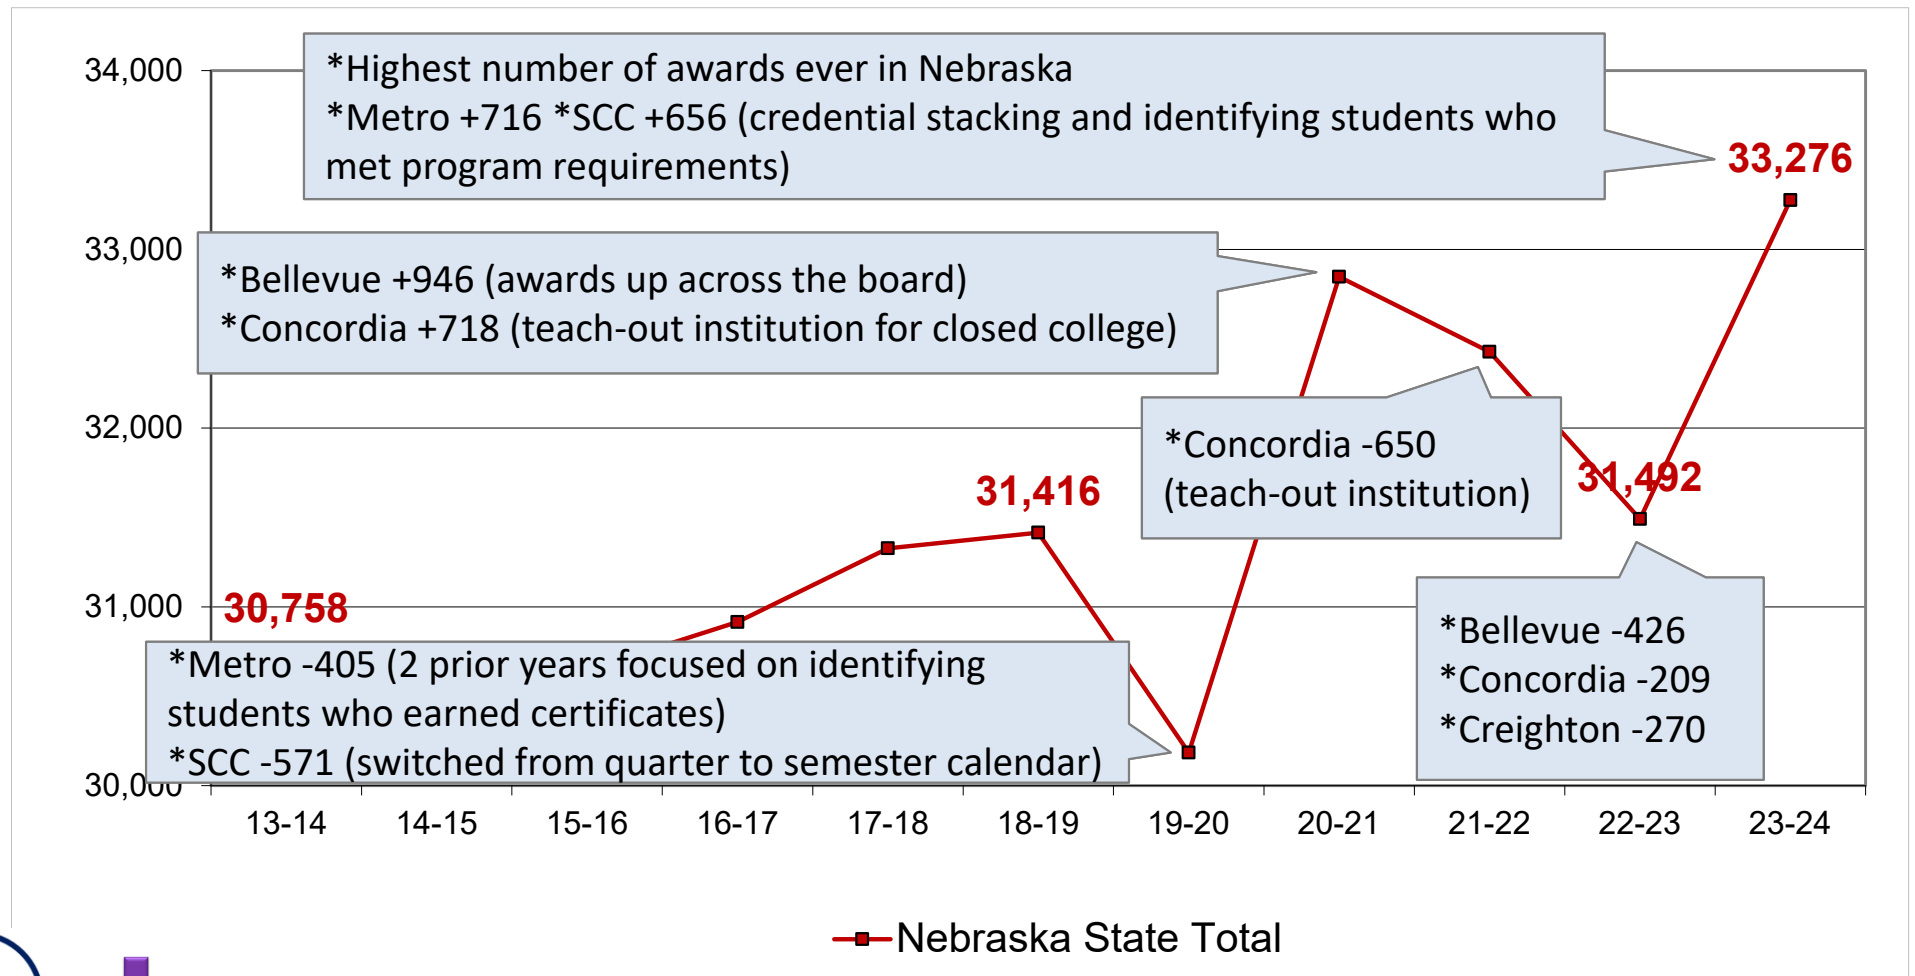 34,000
33,000
32,000
31,000
30,000
*Highest number of awards ever in Nebraska
*Metro +716 *SCC +656 (credential stacking and identifying students who
met program requirements)
33,276
*Bellevue +946 (awards up across the board)
*Concordia +718 (teach-out institution for closed college)
*Concordia -650
(teach-out institution)
31,492
31,416
30,758
*Metro -405 (2 prior years focused on identifying
students who earned certificates)
*SCC -571 (switched from quarter to semester calendar)
*Bellevue -426
*Concordia -209
*Creighton -270
13-14 14-15 15-16 16-17 17-18 18-19 19-20 20-21 21-22 22-23 23-24
Nebraska State Total